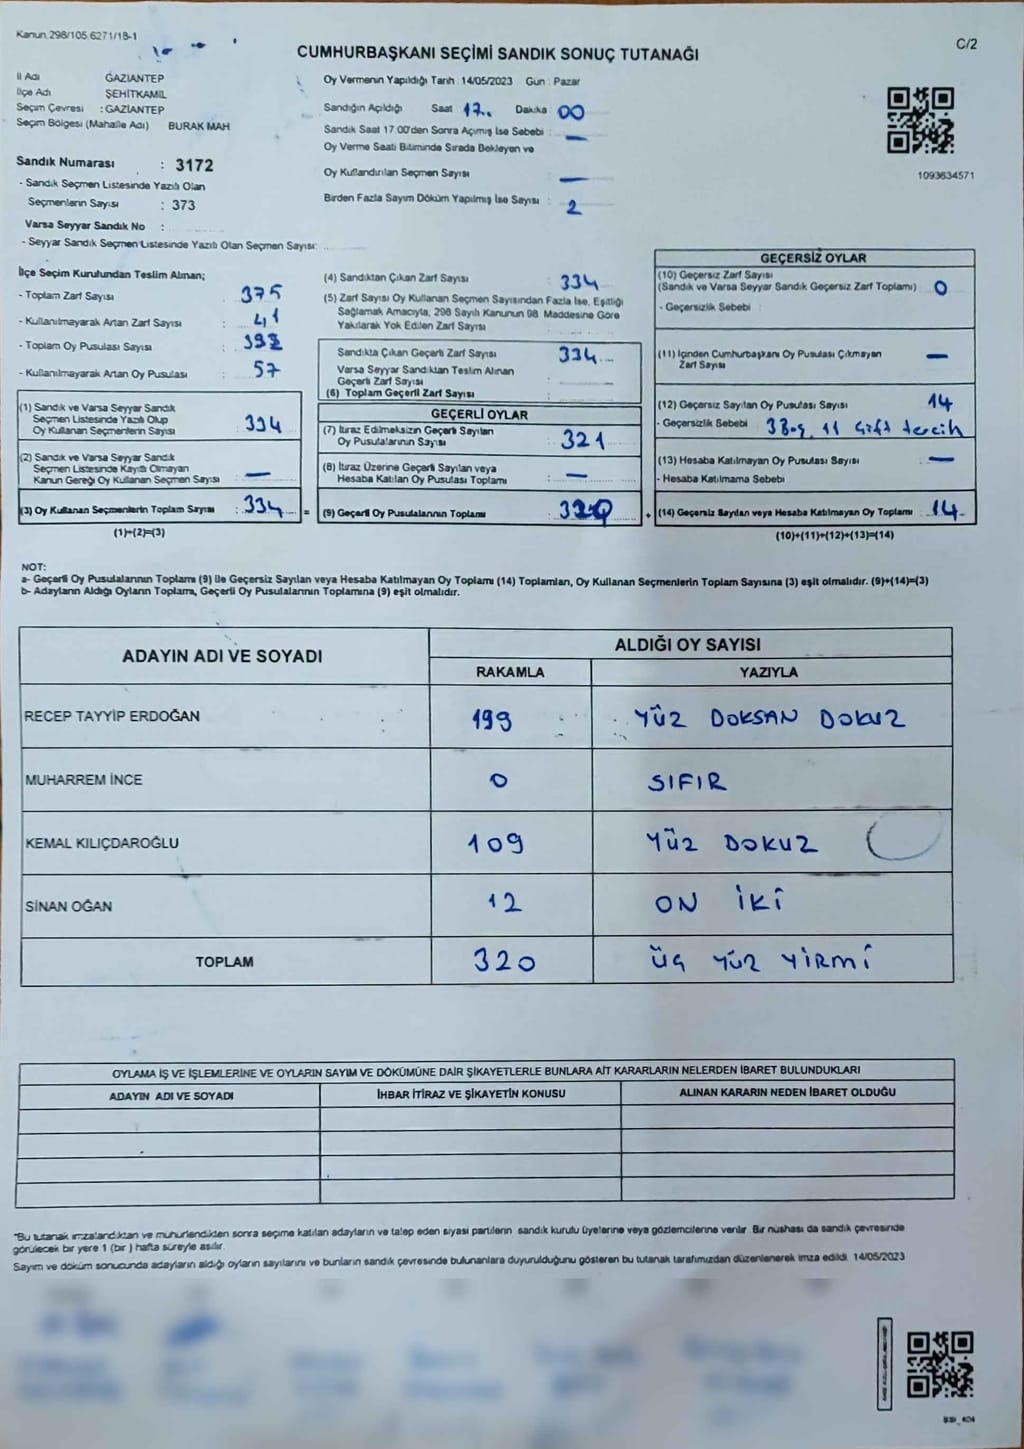 Kanun 298/105 6271/18-1
C/2
CUMHURBAŞKANI SEÇİMİ SANDIK SONUÇ TUTANAĞI
İl Adı GAZİANTEP
İlçe Adı ŞEHİTKAMİL
Seçim Çevresi : GAZİANTEP
Seçim Bölgesi (Mahalle Adı) BURAK MAH
Sandık Numarası : 3172
- Sandık Seçmen Listesinde Yazılı Olan
Seçmenlerin Sayısı : 373
Varsa Seyyar Sandık No :
- Seyyar Sandık Seçmen Listesinde Yazılı Olan Seçmen Sayısı:
Oy Vermenin Yapıldığı Tarih : 14/05/2023 Gün : Pazar
Sandığın Açıldığı Saat 17. Dakika 00
Sandık Saat 17 00'den Sonra Açımış İse Sebebi : —
Oy Verme Saati Bitiminde Sırada Bekleyen ve
Oy Kullandırılan Seçmen Sayısı : —
Birden Fazla Sayım Döküm Yapılmış İse Sayısı : 2
1093634571
İlçe Seçim Kurulundan Teslim Alınan;
- Toplam Zarf Sayısı : 375
- Kullanılmayarak Artan Zarf Sayısı : 41
- Toplam Oy Pusulası Sayısı :
- Kullanılmayarak Artan Oy Pusulası : 57
(1) Sandık ve Varsa Seyyar Sandık
Seçmen Listesinde Yazılı Olup
Oy Kullanan Seçmenlerin Sayısı : 334
(2) Sandık ve Varsa Seyyar Sandık
Seçmen Listesinde Kayıtlı Olmayan
Kanun Gereği Oy Kullanan Seçmen Sayısı : —
(3) Oy Kullanan Seçmenlerin Toplam Sayısı : 334 =
(1)+(2)=(3)
(4) Sandıktan Çıkan Zarf Sayısı : 334
(5) Zarf Sayısı Oy Kullanan Seçmen Sayısından Fazla İse, Eşitliği
Sağlamak Amacıyla, 298 Sayılı Kanunun 98. Maddesine Göre
Yakılarak Yok Edilen Zarf Sayısı :
Sandıkta Çıkan Geçerli Zarf Sayısı : 334
Varsa Seyyar Sandıktan Teslim Alınan
Geçerli Zarf Sayısı :
(6) Toplam Geçerli Zarf Sayısı :
GEÇERLİ OYLAR
(7) İtiraz Edilmeksizin Geçerli Sayılan
Oy Pusulalarının Sayısı : 321
(8) İtiraz Üzerine Geçerli Sayılan veya
Hesaba Katılan Oy Pusulası Toplamı : —
(9) Geçerli Oy Pusulalarının Toplamı : 320 +
GEÇERSİZ OYLAR
(10) Geçersiz Zarf Sayısı
(Sandık ve Varsa Seyyar Sandık Geçersiz Zarf Toplamı) : 0
- Geçersizlik Sebebi :
(11) İçinden Cumhurbaşkanı Oy Pusulası Çıkmayan
Zarf Sayısı : —
(12) Geçersiz Sayılan Oy Pusulası Sayısı : 14
- Geçersizlik Sebebi 3 Boş, 11 Çift tercih
(13) Hesaba Katılmayan Oy Pusulası Sayısı : —
- Hesaba Katılmama Sebebi
(14) Geçersiz Sayılan veya Hesaba Katılmayan Oy Toplamı : 14
(10)+(11)+(12)+(13)=(14)
NOT:
a- Geçerli Oy Pusulalarının Toplamı (9) ile Geçersiz Sayılan veya Hesaba Katılmayan Oy Toplamı (14) Toplamları, Oy Kullanan Seçmenlerin Toplam Sayısına (3) eşit olmalıdır. (9)+(14)=(3)
b- Adayların Aldığı Oyların Toplamı, Geçerli Oy Pusulalarının Toplamına (9) eşit olmalıdır.
ADAYIN ADI VE SOYADI
ALDIĞI OY SAYISI
RAKAMLA YAZIYLA
RECEP TAYYİP ERDOĞAN 199 YÜZ DOKSAN DOKUZ
MUHARREM İNCE 0 SIFIR
KEMAL KILIÇDAROĞLU 109 YÜZ DOKUZ
SİNAN OĞAN 12 ON İKİ
TOPLAM 320 ÜÇ YÜZ YİRMİ
OYLAMA İŞ VE İŞLEMLERİNE VE OYLARIN SAYIM VE DÖKÜMÜNE DAİR ŞİKAYETLERLE BUNLARA AİT KARARLARIN NELERDEN İBARET BULUNDUKLARI
ADAYIN ADI VE SOYADI İHBAR İTİRAZ VE ŞİKAYETİN KONUSU ALINAN KARARIN NEDEN İBARET OLDUĞU
"Bu tutanak imzalandıktan ve mühürlendikten sonra seçime katılan adayların ve talep eden siyasi partilerin sandık kurulu üyelerine veya gözlemcilerine verilir. Bir nüshası da sandık çevresinde
görülecek bir yere 1 (bir ) hafta süreyle asılır.
Sayım ve döküm sonucunda adayların aldığı oyların sayılarını ve bunların sandık çevresinde bulunanlara duyurulduğunu gösteren bu tutanak tarafımızdan düzenlenerek imza edildi. 14/05/2023